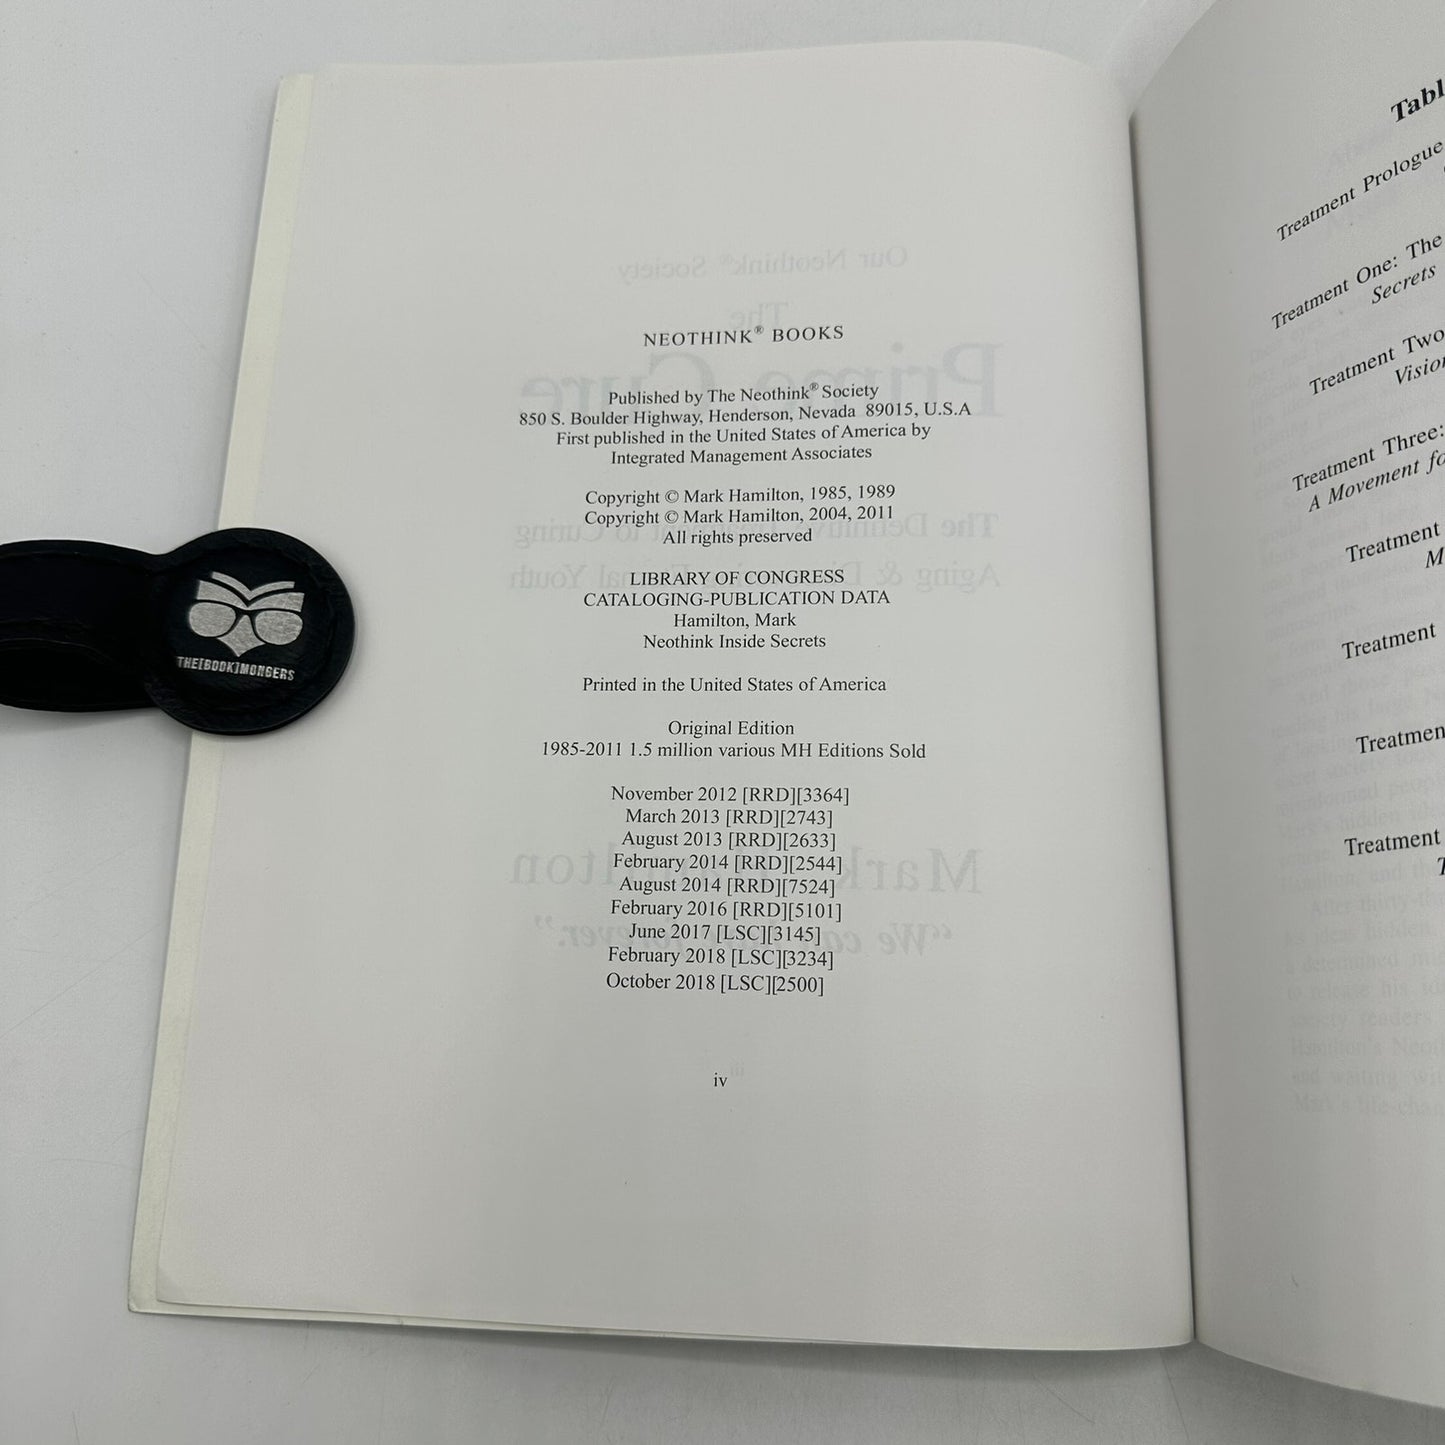 NEOTHINK® BOOKS
Published by The Neothink® Society
850 S. Boulder Highway, Henderson, Nevada 89015, U.S.A
First published in the United States of America by
Integrated Management Associates
Copyright © Mark Hamilton, 1985, 1989
Copyright © Mark Hamilton, 2004, 2011
All rights preserved
LIBRARY OF CONGRESS
CATALOGING-PUBLICATION DATA
Hamilton, Mark
Neothink Inside Secrets
Printed in the United States of America
Original Edition
1985-2011 1.5 million various MH Editions Sold
November 2012 [RRD][3364]
March 2013 [RRD][2743]
August 2013 [RRD][2633]
February 2014 [RRD][2544]
August 2014 [RRD][7524]
February 2016 [RRD][5101]
June 2017 [LSC][3145]
February 2018 [LSC][3234]
October 2018 [LSC][2500]
iv
THE[BOOK]MONGERS
Tabl
Treatment Prologue
Treatment One: The
Secrets
Treatment Two
Vision
Treatment Three:
A Movement fo
Treatment
M
Treatment
Treatmen
Treatment
T